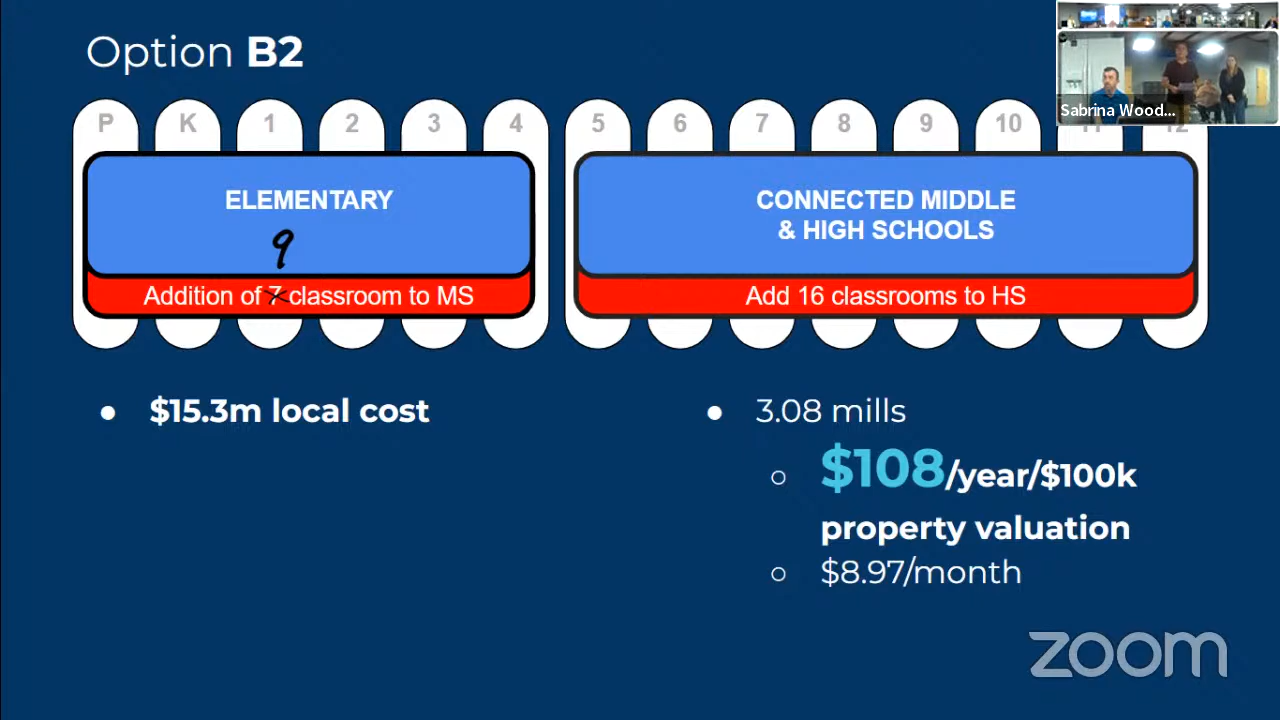 Option B2
P K 1 2 3 4 5 6 7 8 9 10 11 12
Sabrina Wood...
ELEMENTARY
9
Addition of 7 classroom to MS
CONNECTED MIDDLE
& HIGH SCHOOLS
Add 16 classrooms to HS
$15.3m local cost
3.08 mills
$108/year/$100k
property valuation
$8.97/month
zoom